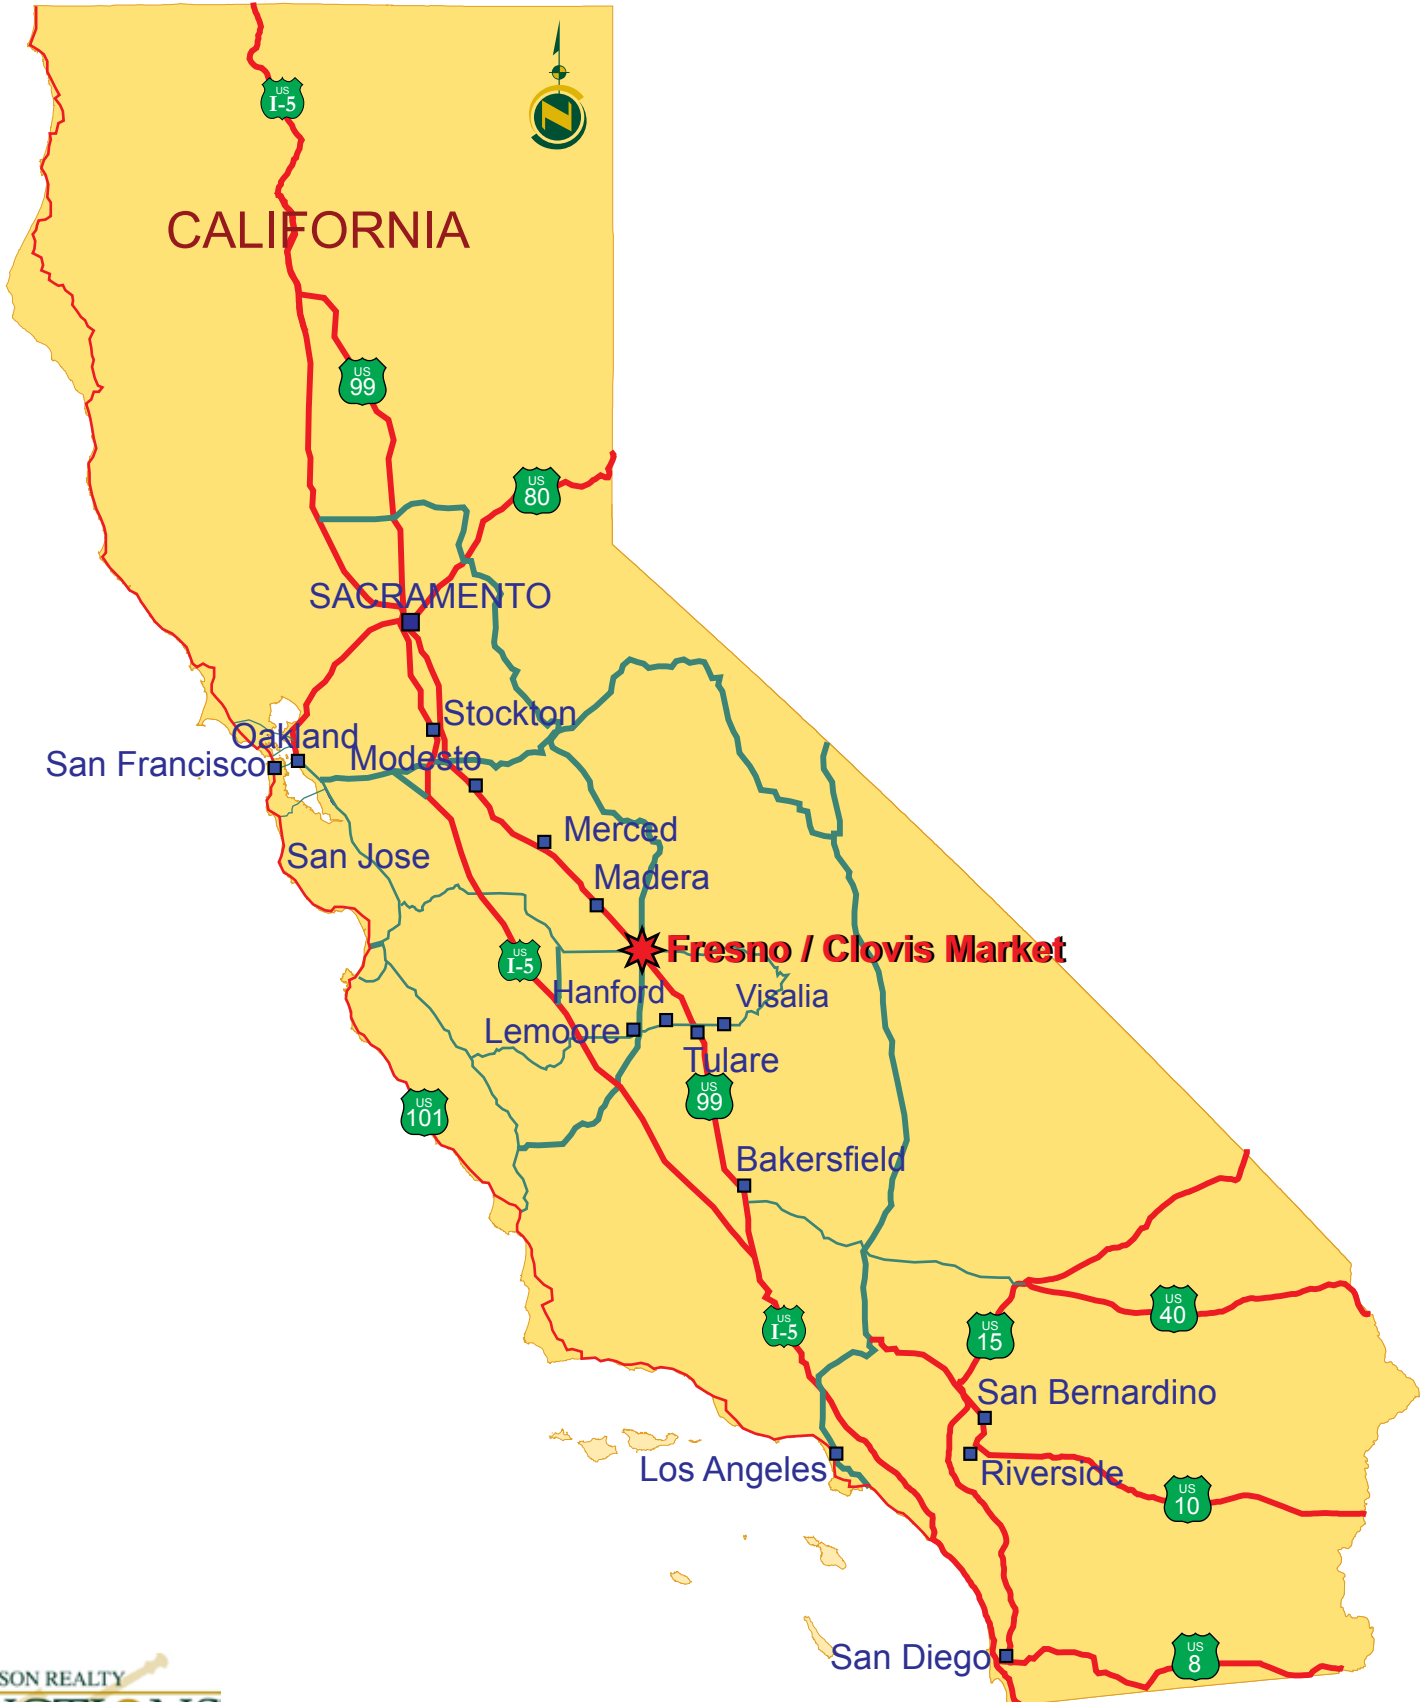 US
I-5
CALIFORNIA
US
99
US
80
SACRAMENTO
Stockton
Oakland
San Francisco
Modesto
Merced
San Jose
Madera
Fresno / Clovis Market
US
I-5
Hanford
Visalia
Lemoore
Tulare
US
99
US
101
Bakersfield
US
40
US
I-5
US
15
San Bernardino
Los Angeles
Riverside
US
10
San Diego
US
8
SON REALTY